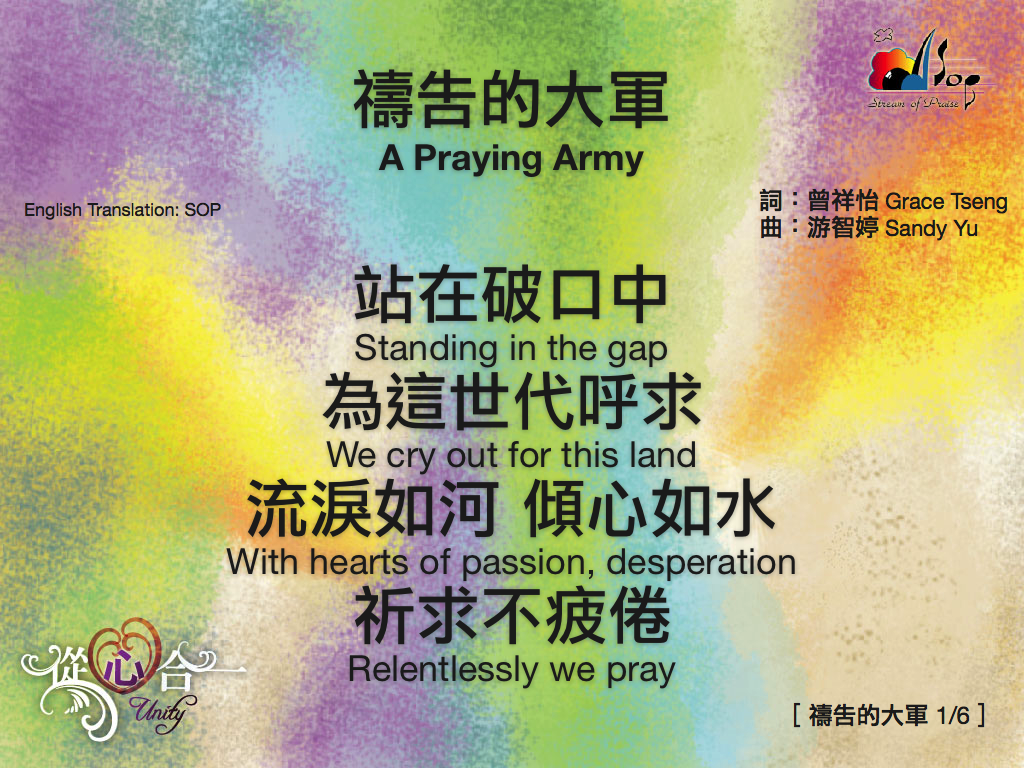 Sop
Stream of Praise
禱告的大軍
A Praying Army
English Translation: SOP
詞：曾祥怡 Grace Tseng
曲：游智婷 Sandy Yu
站在破口中
Standing in the gap
為這世代呼求
We cry out for this land
流淚如河 傾心如水
With hearts of passion, desperation
祈求不疲倦
Relentlessly we pray
從心合一
Unity
[ 禱告的大軍 1/6 ]